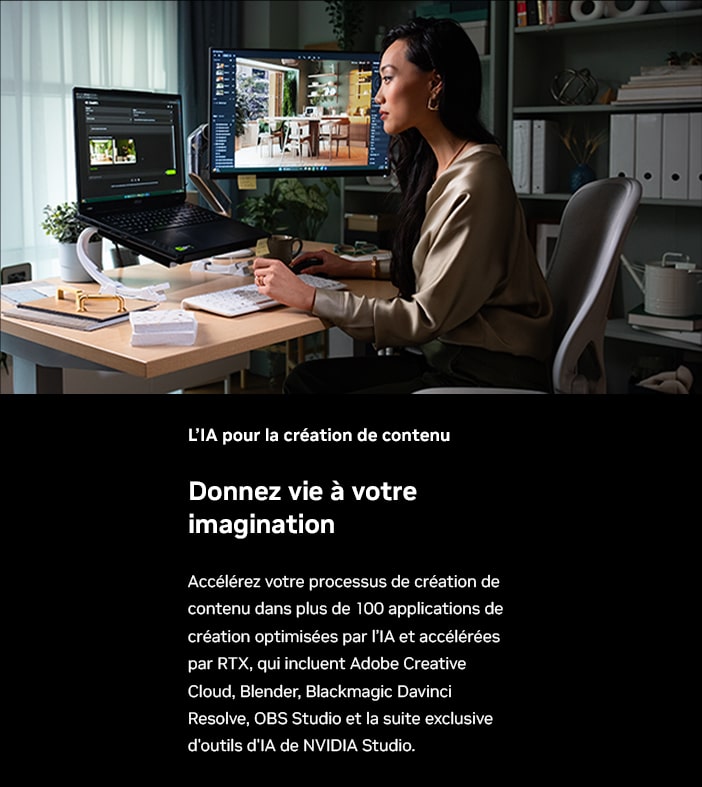 L'IA pour la création de contenu
Donnez vie à votre
imagination
Accélérez votre processus de création de
contenu dans plus de 100 applications de
création optimisées par l'IA et accélérées
par RTX, qui incluent Adobe Creative
Cloud, Blender, Blackmagic Davinci
Resolve, OBS Studio et la suite exclusive
d'outils d'IA de NVIDIA Studio.